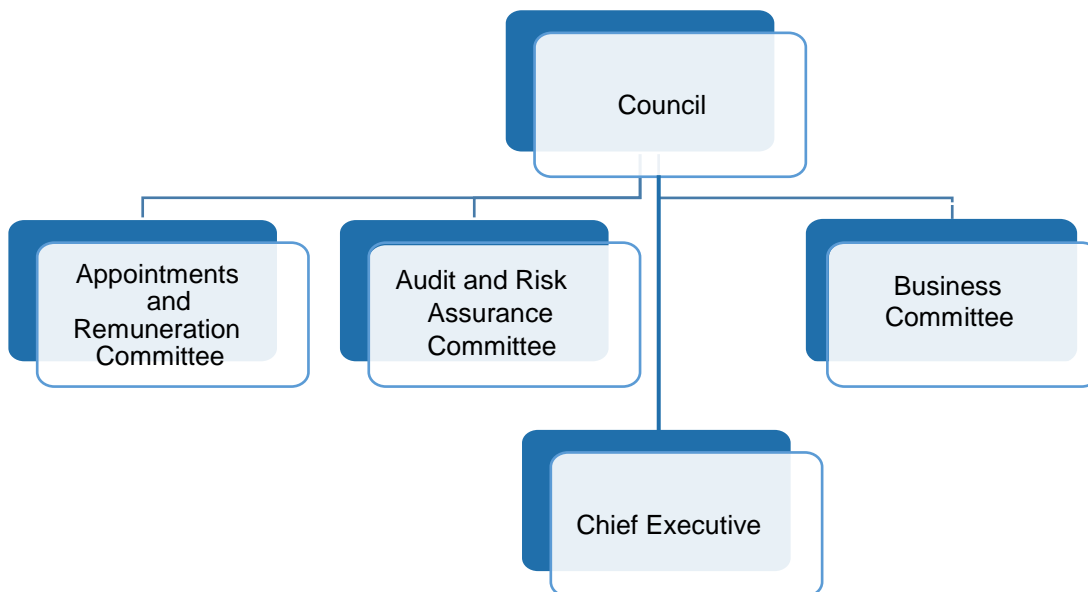 Council
Appointments
and
Remuneration
Committee
Audit and Risk
Assurance
Committee
Business
Committee
Chief Executive